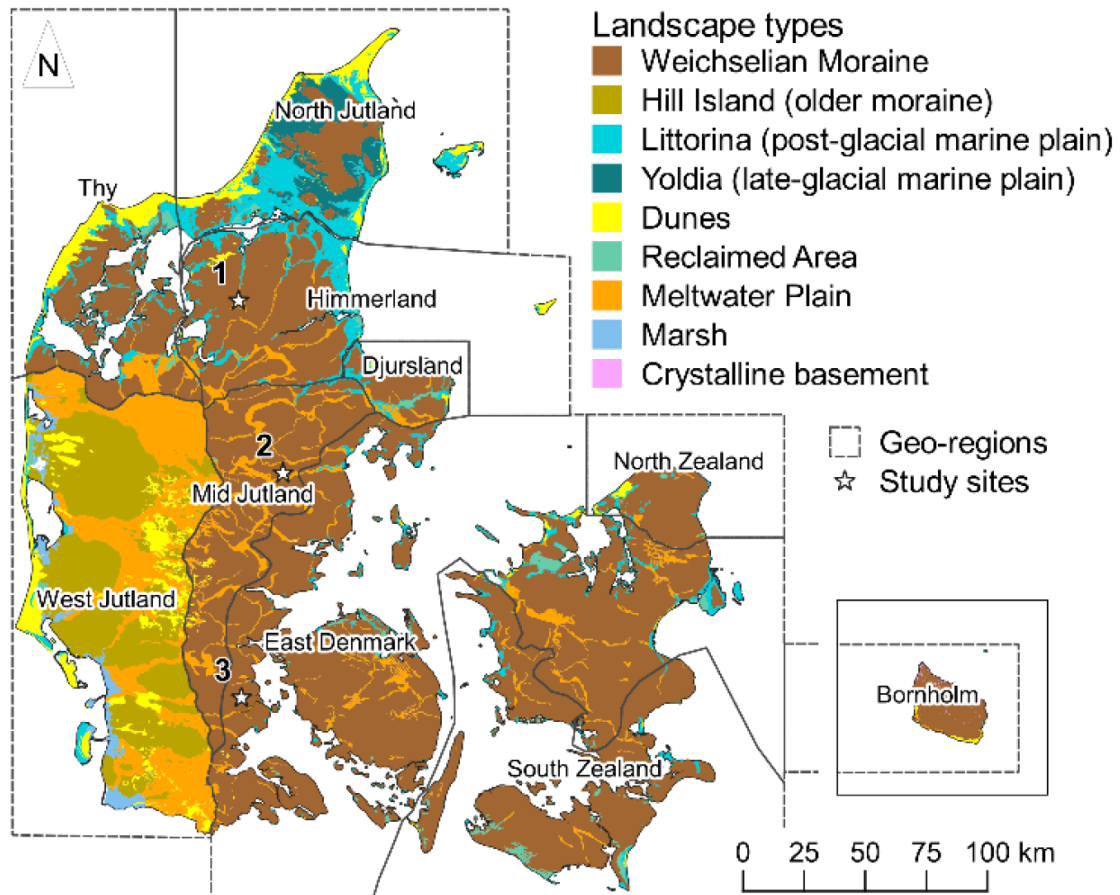 Landscape types
Weichselian Moraine
Hill Island (older moraine)
Littorina (post-glacial marine plain)
Yoldia (late-glacial marine plain)
Dunes
Reclaimed Area
Meltwater Plain
Marsh
Crystalline basement
Geo-regions
Study sites
N
North Jutland
Thy
1
Himmerland
Djursland
2
Mid Jutland
North Zealand
West Jutland
East Denmark
3
South Zealand
Bornholm
0 25 50 75 100 km